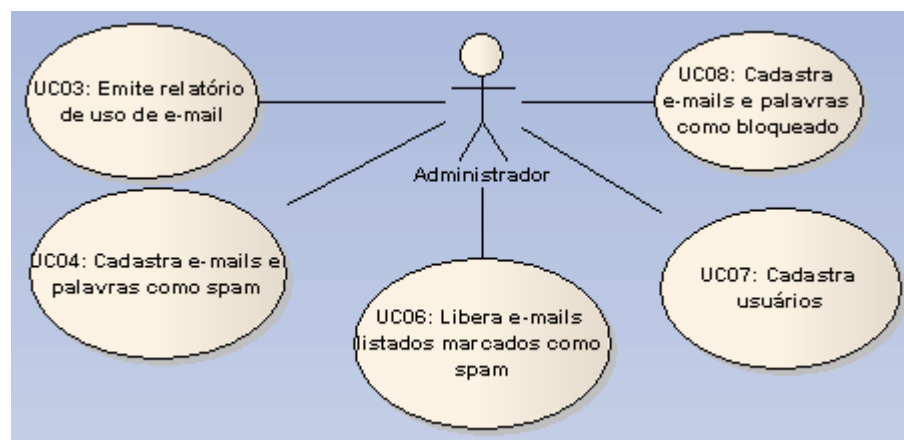 UC03: Emite relatório
de uso de e-mail
UC08: Cadastra
e-mails e palavras
como bloqueado
Administrador
UC04: Cadastra e-mails e
palavras como spam
UC07: Cadastra
usuários
UC06: Libera e-mails
listados marcados como
spam